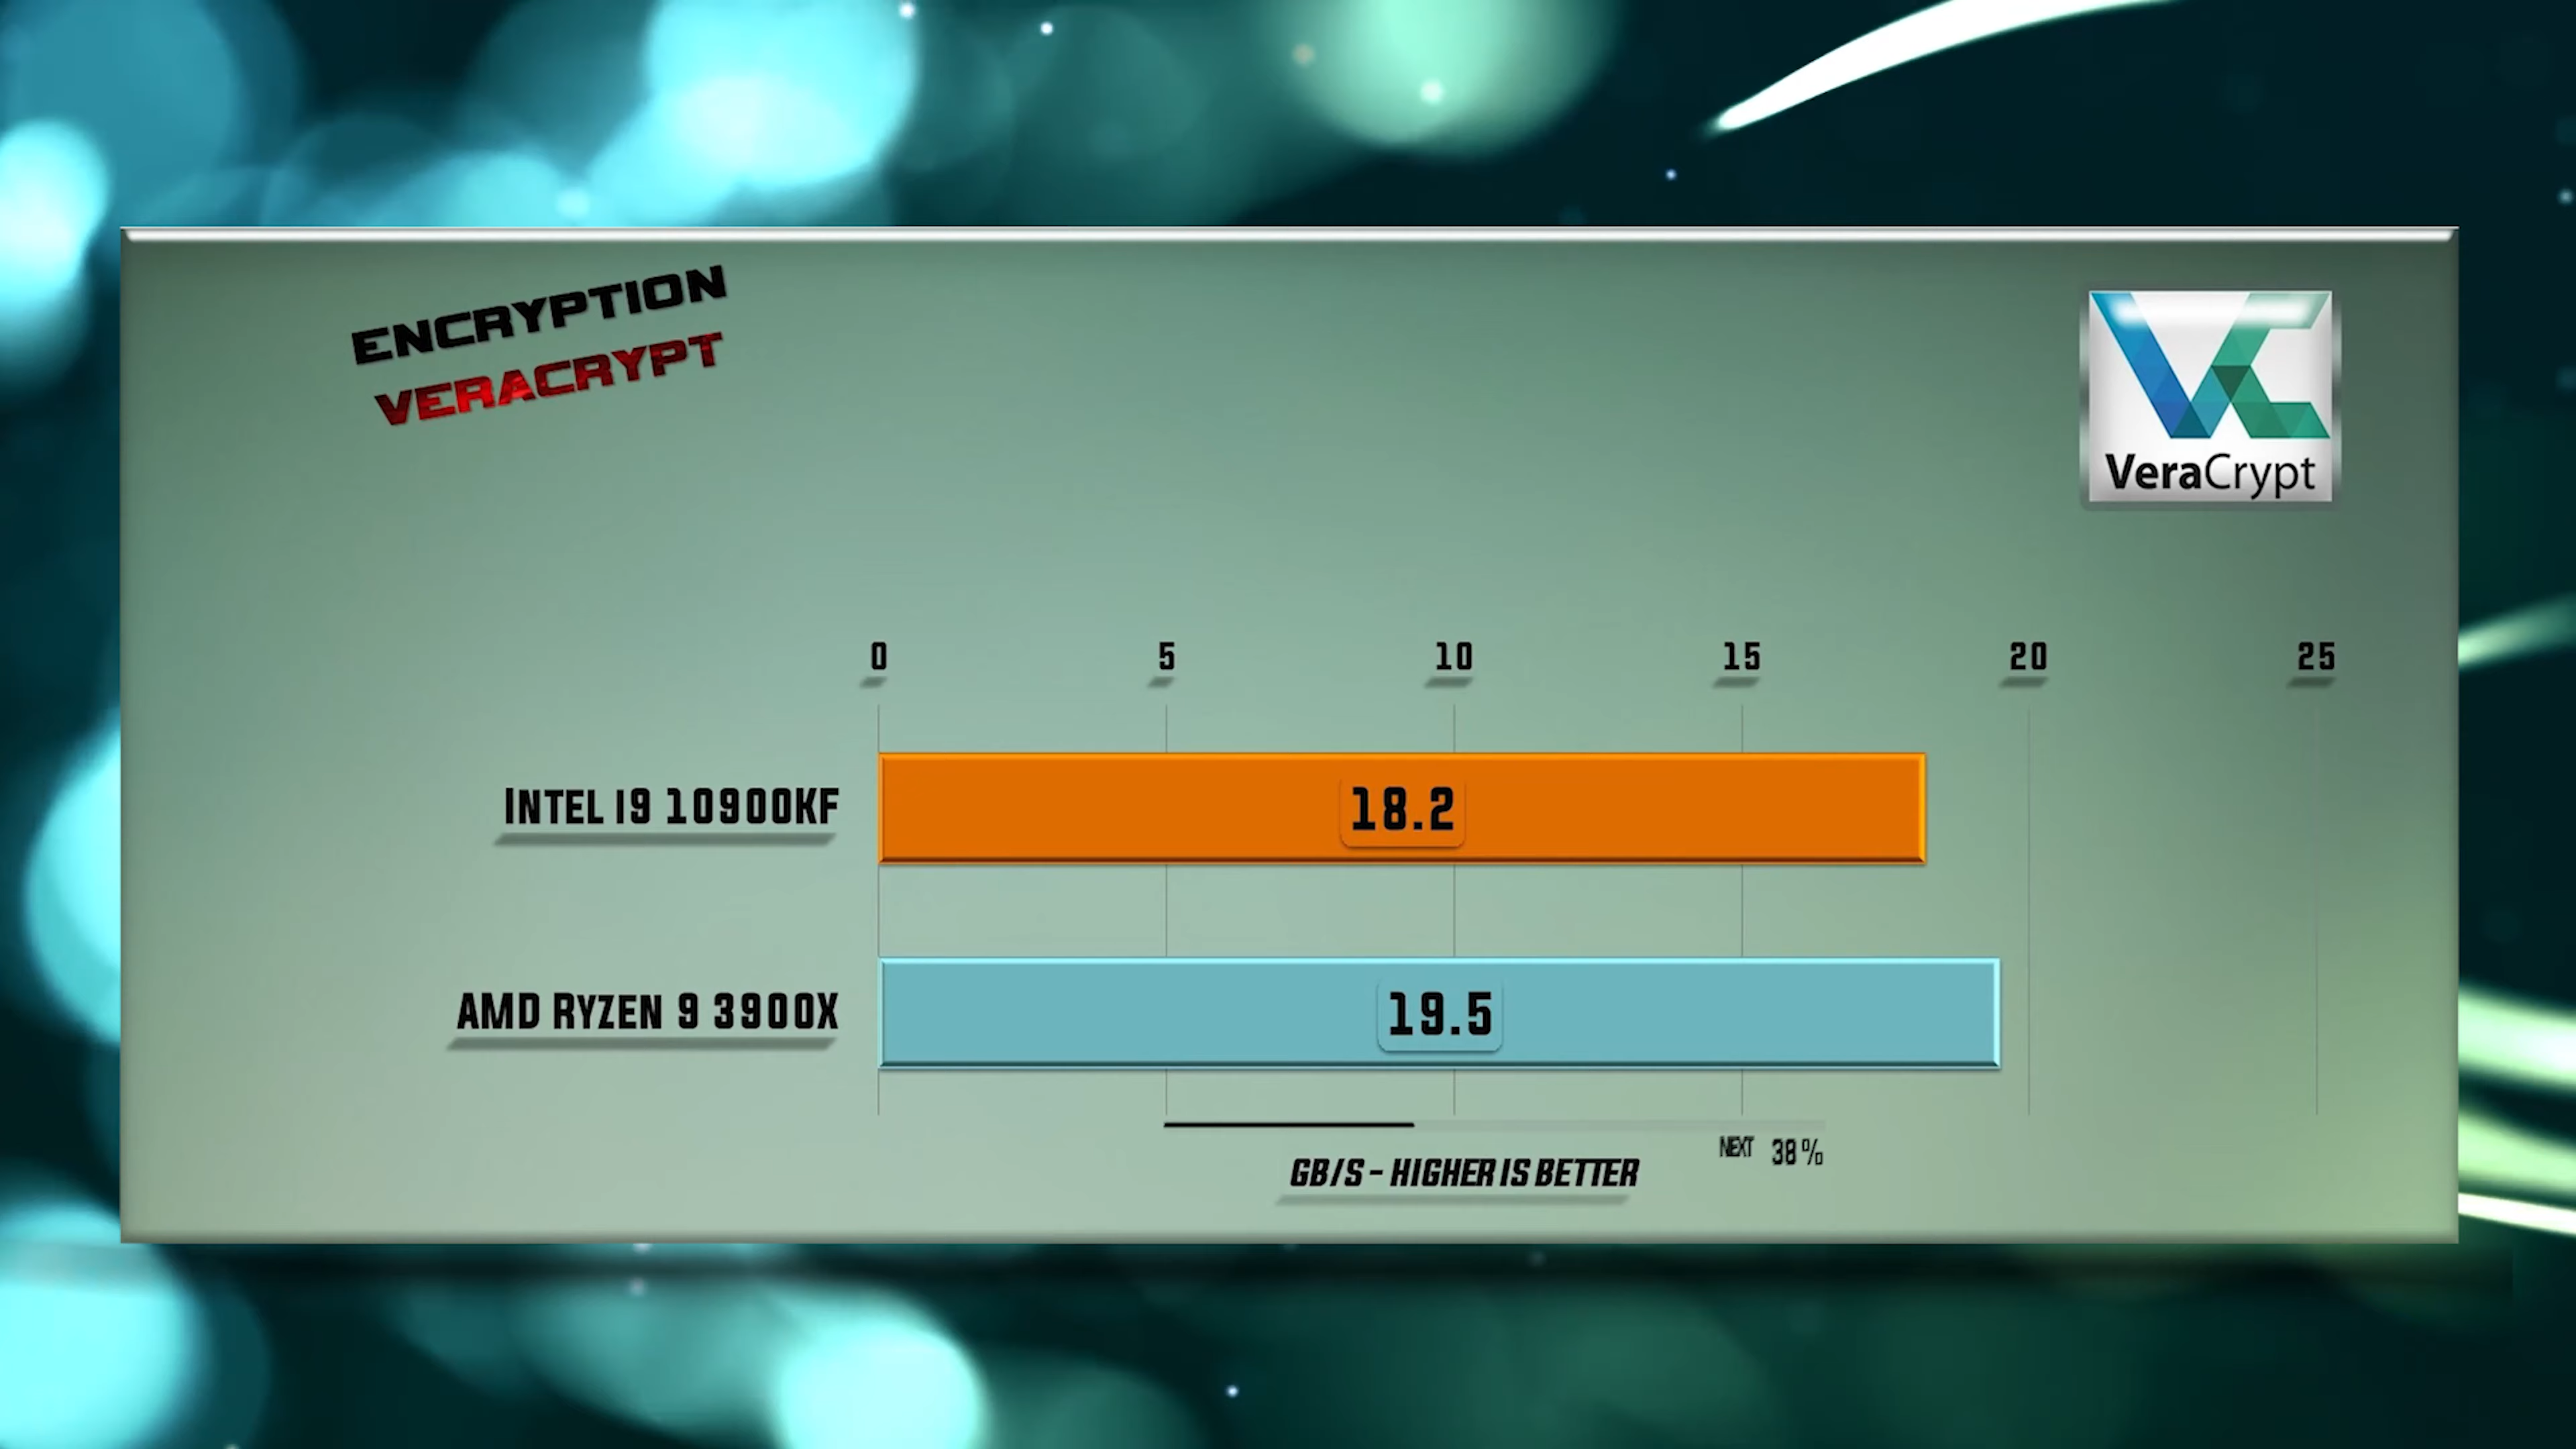 ENCRYPTION
VERACRYPT
VeraCrypt
0 5 10 15 20 25
INTEL I9 10900KF 18.2
AMD RYZEN 9 3900X 19.5
NEXT 38%
GB/S - HIGHER IS BETTER